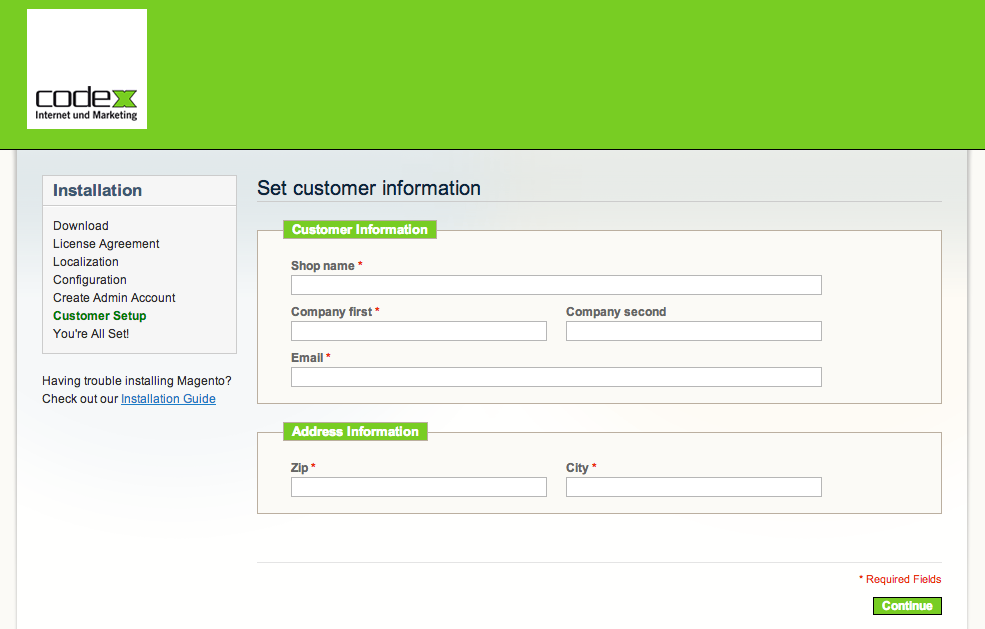 codex
Internet und Marketing
Installation
Download
License Agreement
Localization
Configuration
Create Admin Account
Customer Setup
You're All Set!
Having trouble installing Magento?
Check out our Installation Guide
Set customer information
Customer Information
Shop name *
Company first * Company second
Email *
Address Information
Zip * City *
* Required Fields
Continue